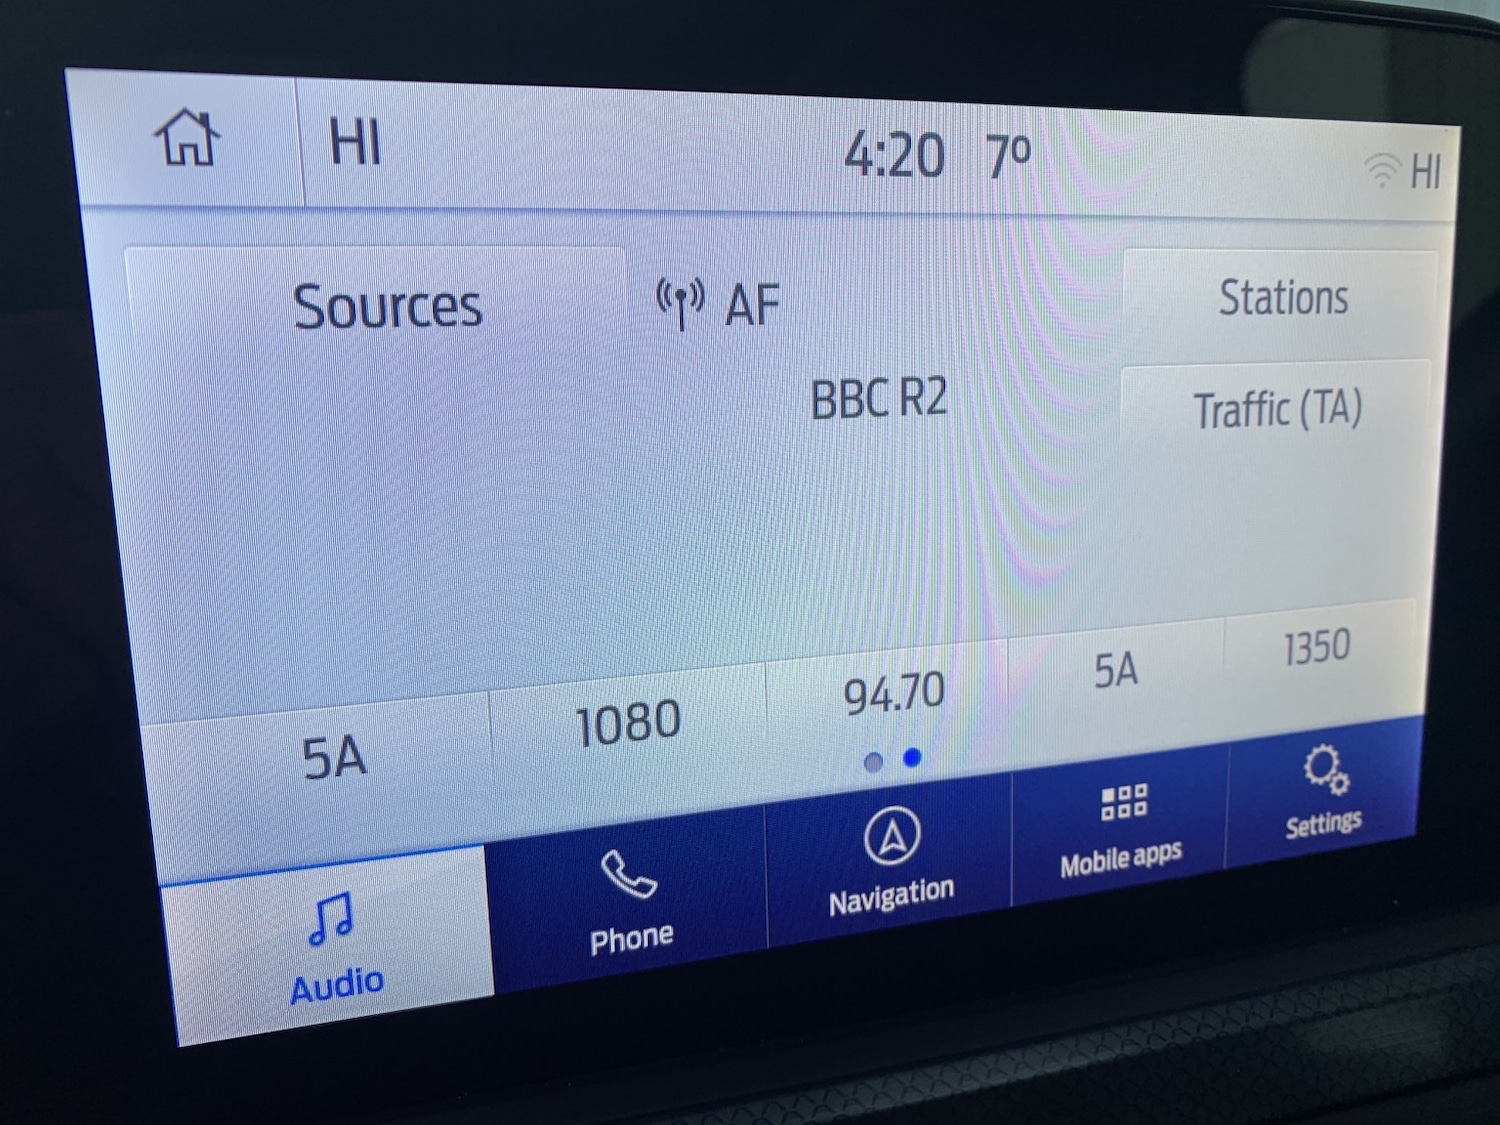 HI 4:20 7º HI
Sources AF Stations
BBC R2
Traffic (TA)
5A 1080 94.70 5A 1350
Audio Phone Navigation Mobile apps Settings